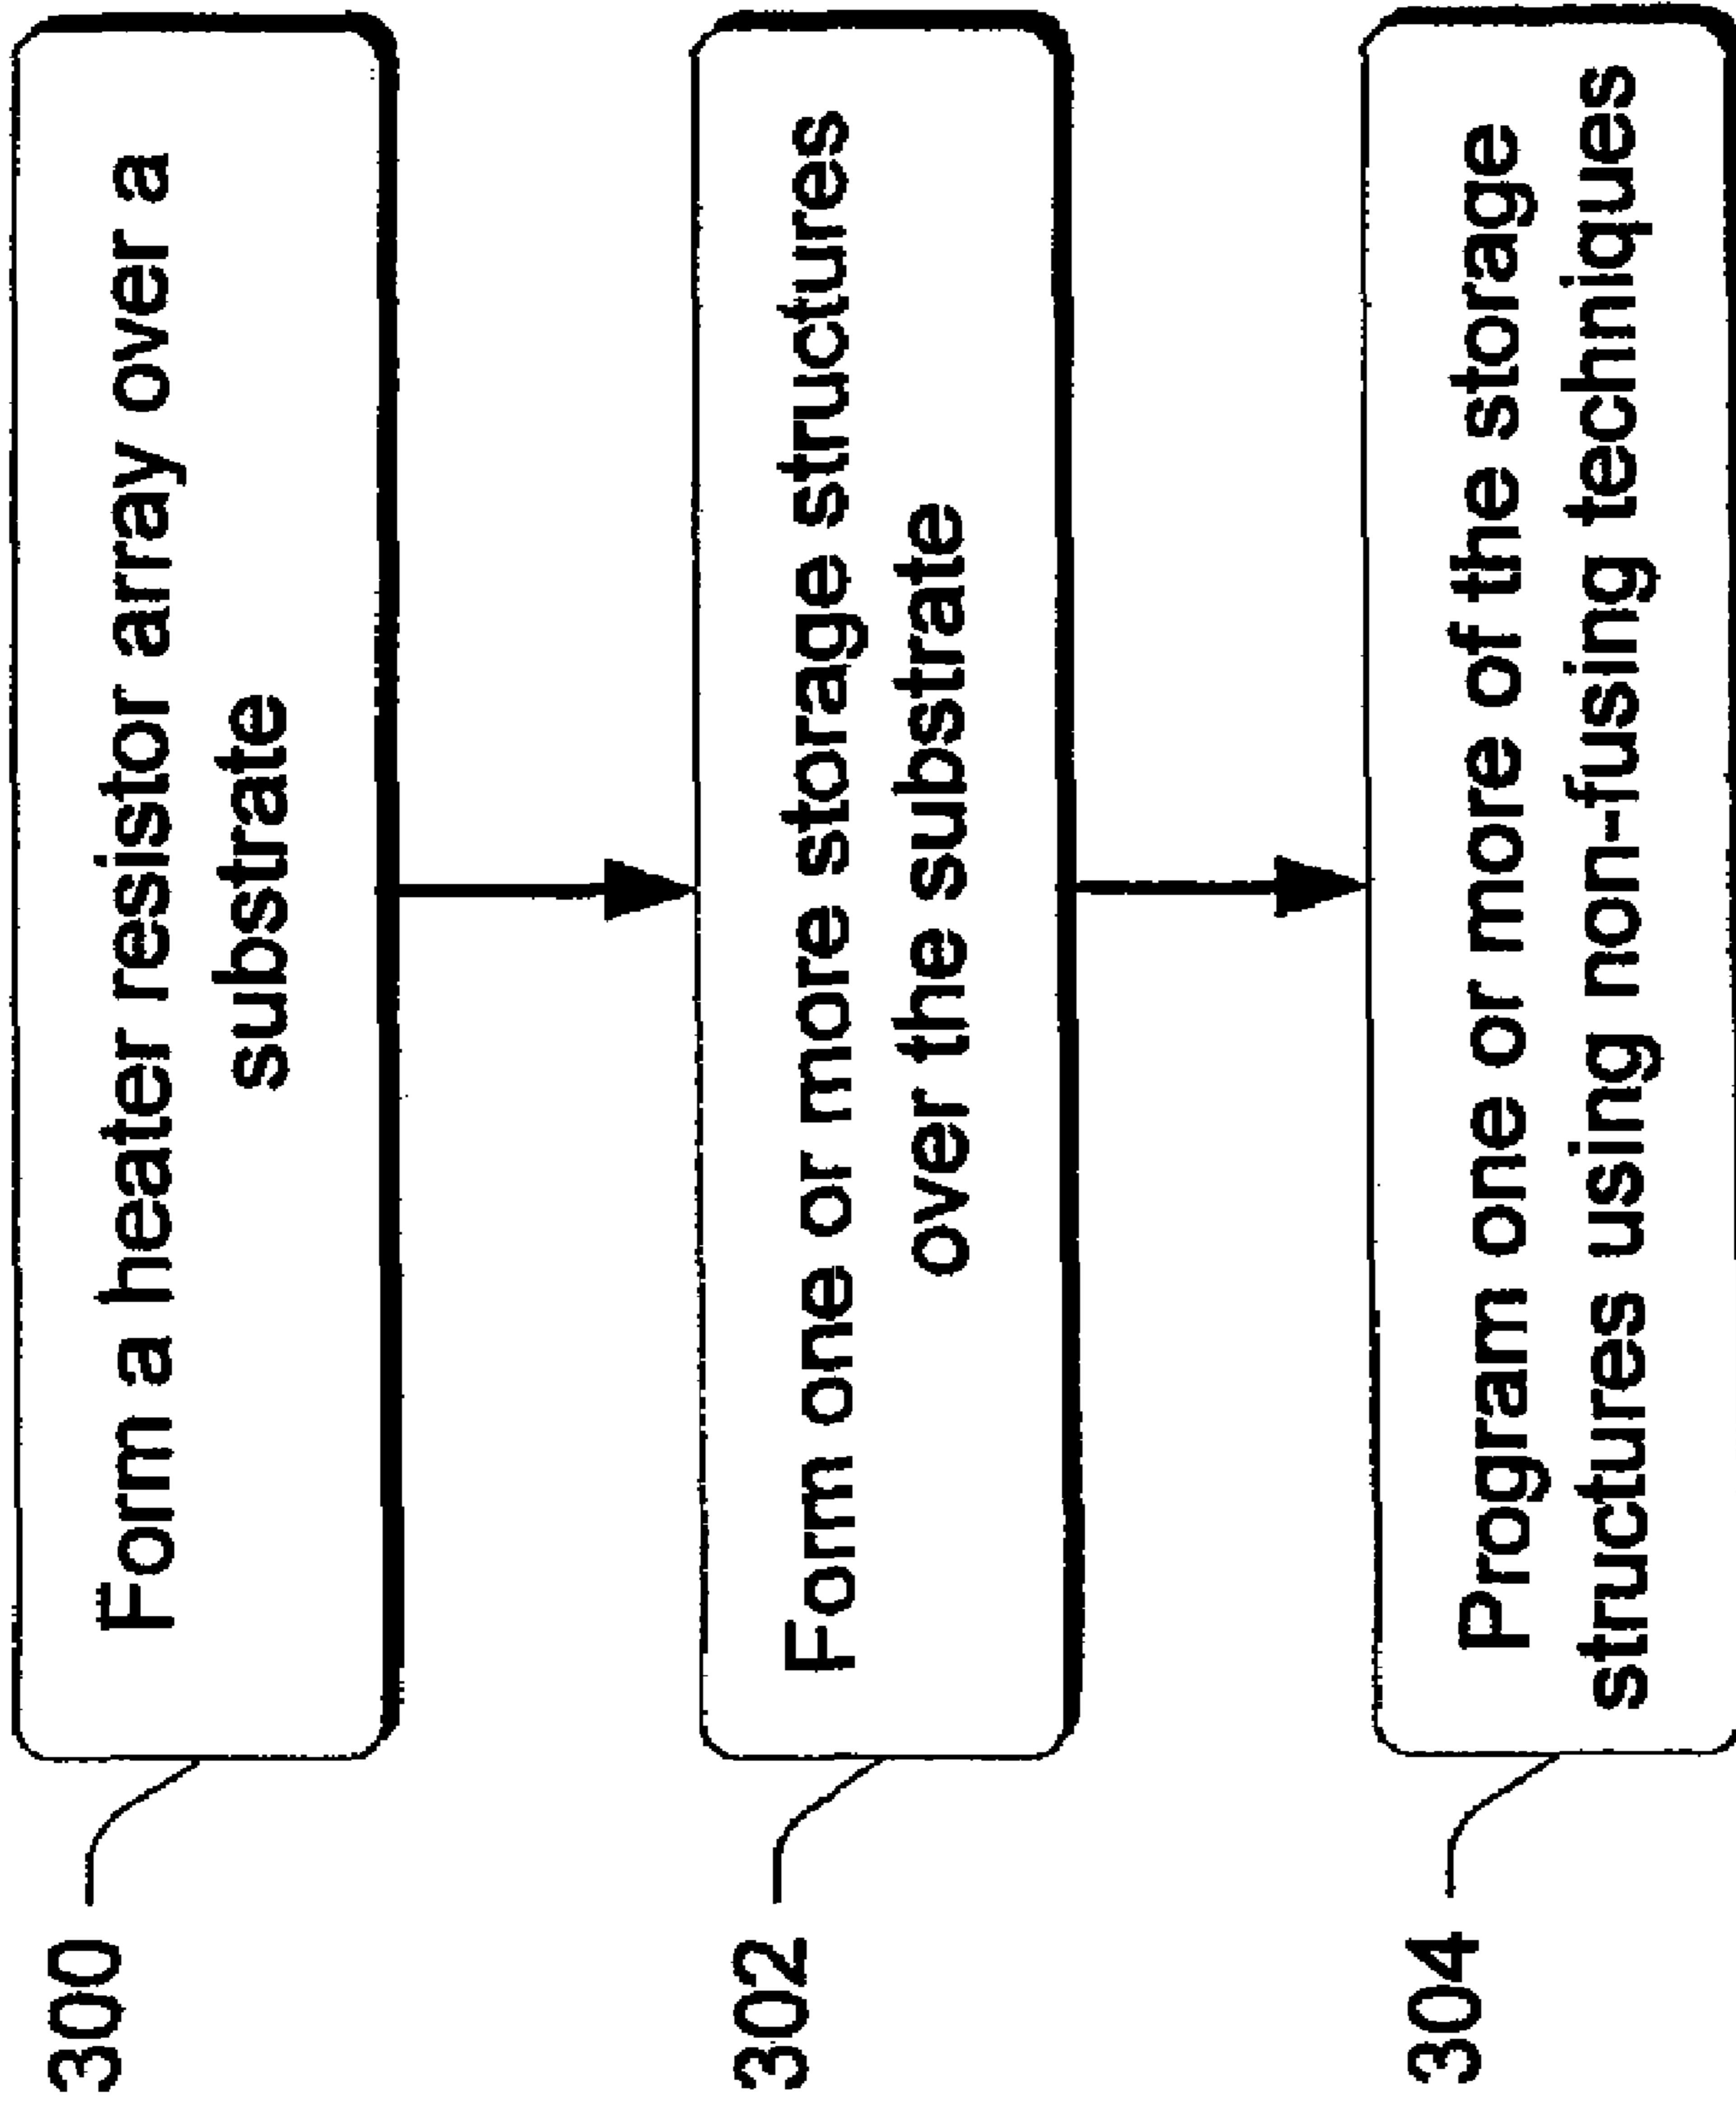 300
Form a heater resistor array over a
substrate
302
Form one or more storage structures
over the substrate
304
Program one or more of the storage
structures using non-fusing techniques